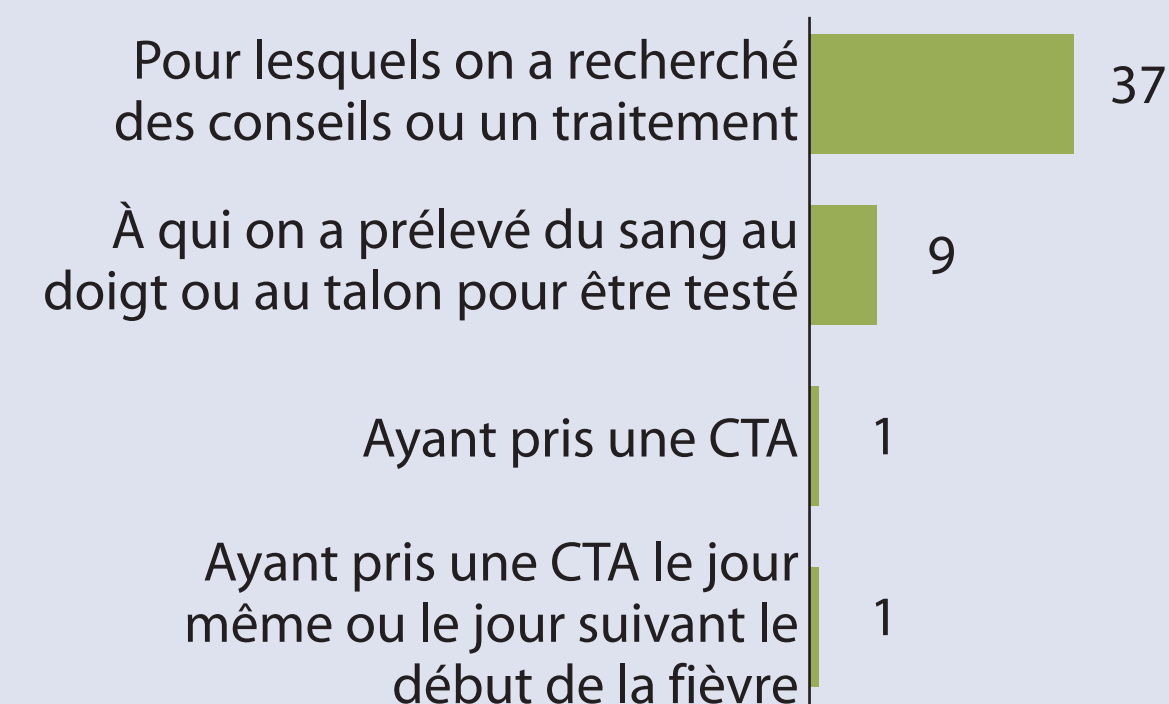 Pour lesquels on a recherché
des conseils ou un traitement
37
À qui on a prélevé du sang au
doigt ou au talon pour être testé
9
Ayant pris une CTA
1
Ayant pris une CTA le jour
même ou le jour suivant le
début de la fièvre
1